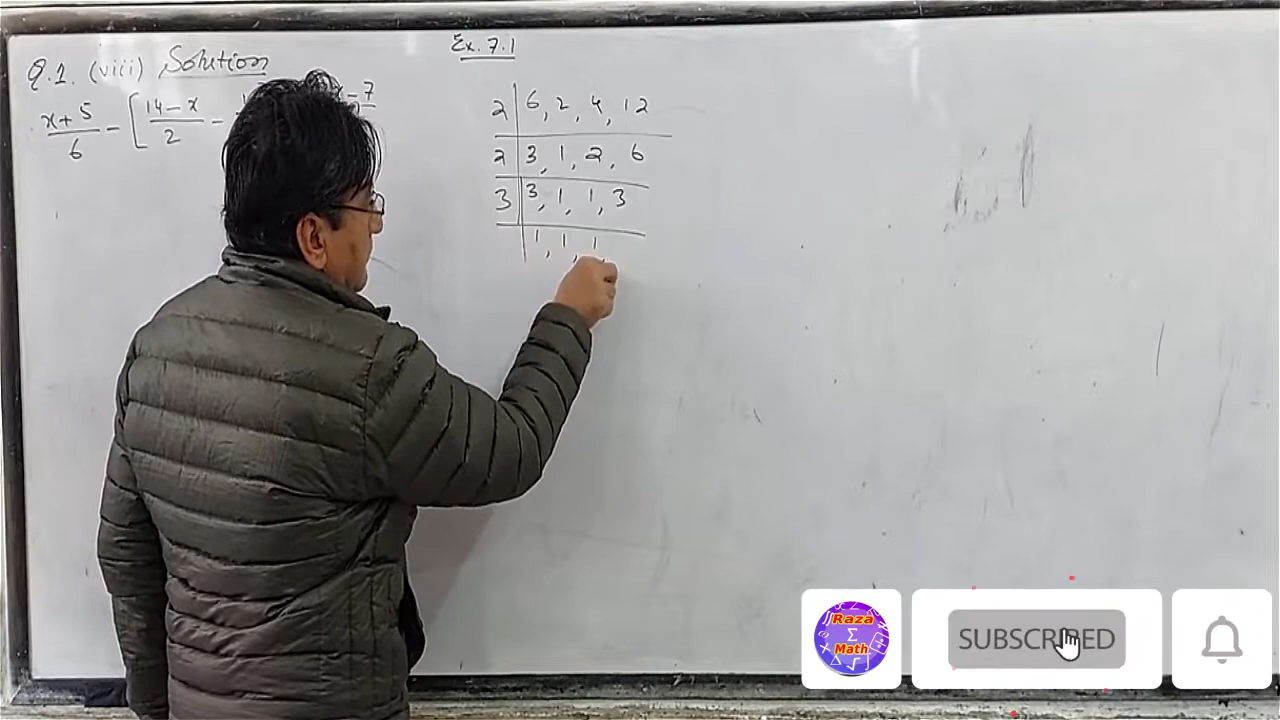 Ex. 7.1
Q.1. (viii) Solution
x+5/6 - [14-x/2 - x-7
2 | 6, 2, 4, 12
2 | 3, 1, 2, 6
3 | 3, 1, 1, 3
1, 1, 1,
Raza
Σ
Math
SUBSCRIBED